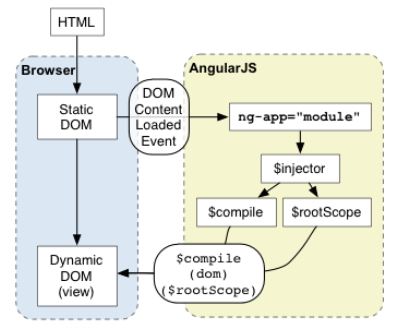 HTML
Browser
AngularJS
DOM
Content
Loaded
Event
Static
DOM
ng-app="module"
$injector
$compile
$rootScope
Dynamic
DOM
(view)
$compile
(dom)
($rootScope)